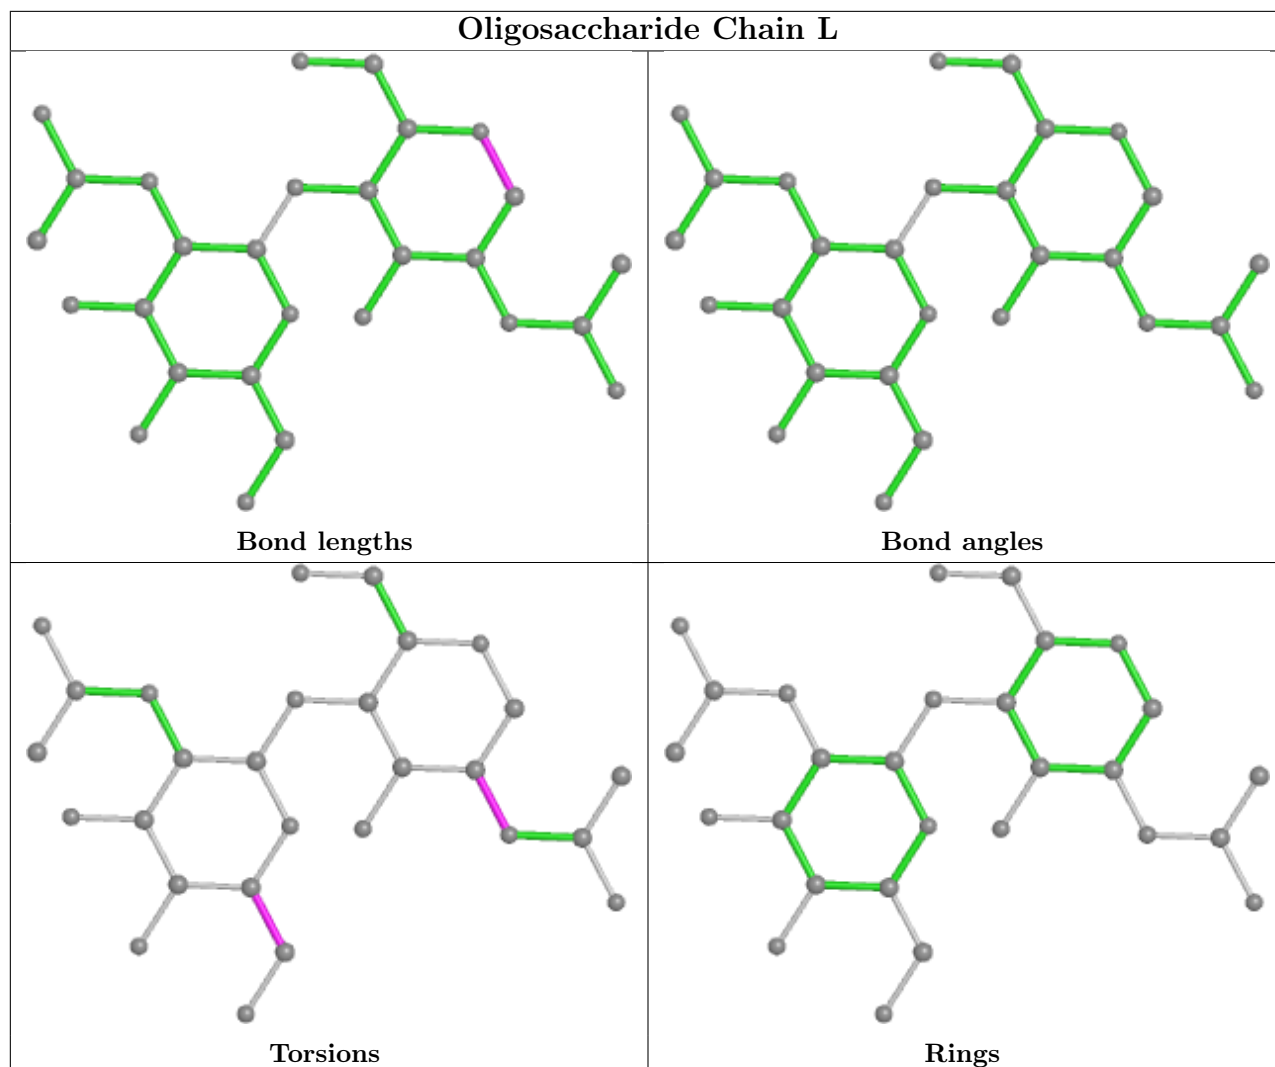 Oligosaccharide Chain L
Bond lengths
Bond angles
Torsions
Rings